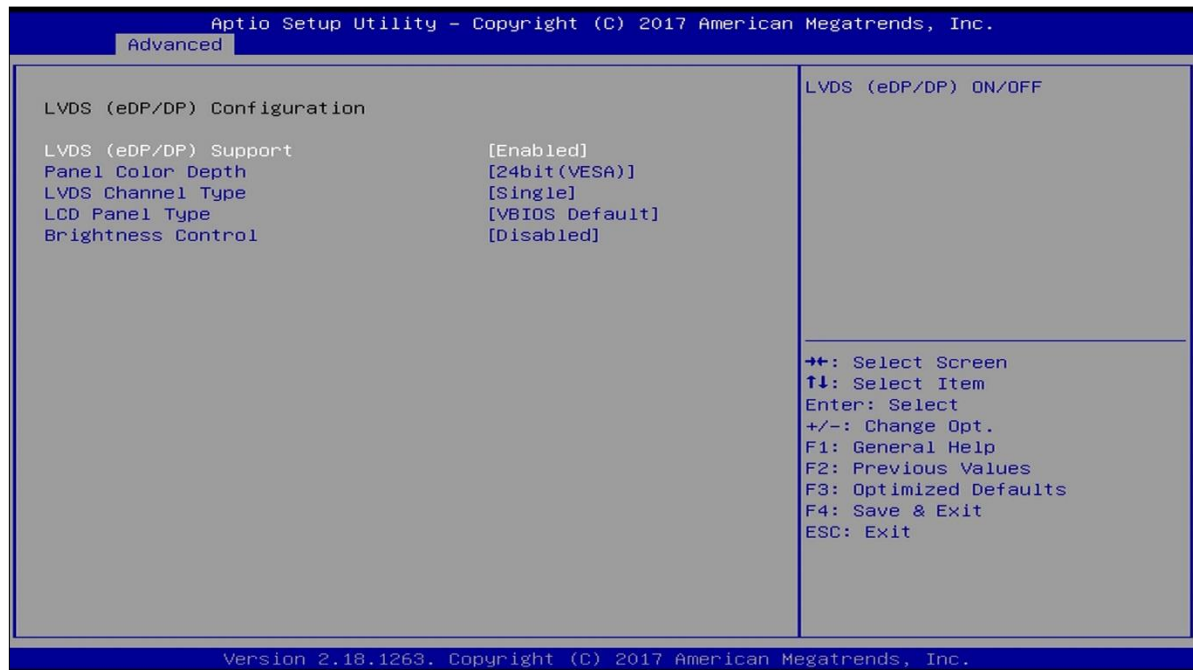 Aptio Setup Utility – Copyright (C) 2017 American Megatrends, Inc.
Advanced
LVDS (eDP/DP) Configuration
LVDS (eDP/DP) Support [Enabled]
Panel Color Depth [24bit(VESA)]
LVDS Channel Type [Single]
LCD Panel Type [VBIOS Default]
Brightness Control [Disabled]
LVDS (eDP/DP) ON/OFF
→←: Select Screen
↑↓: Select Item
Enter: Select
+/-: Change Opt.
F1: General Help
F2: Previous Values
F3: Optimized Defaults
F4: Save & Exit
ESC: Exit
Version 2.18.1263. Copyright (C) 2017 American Megatrends, Inc.